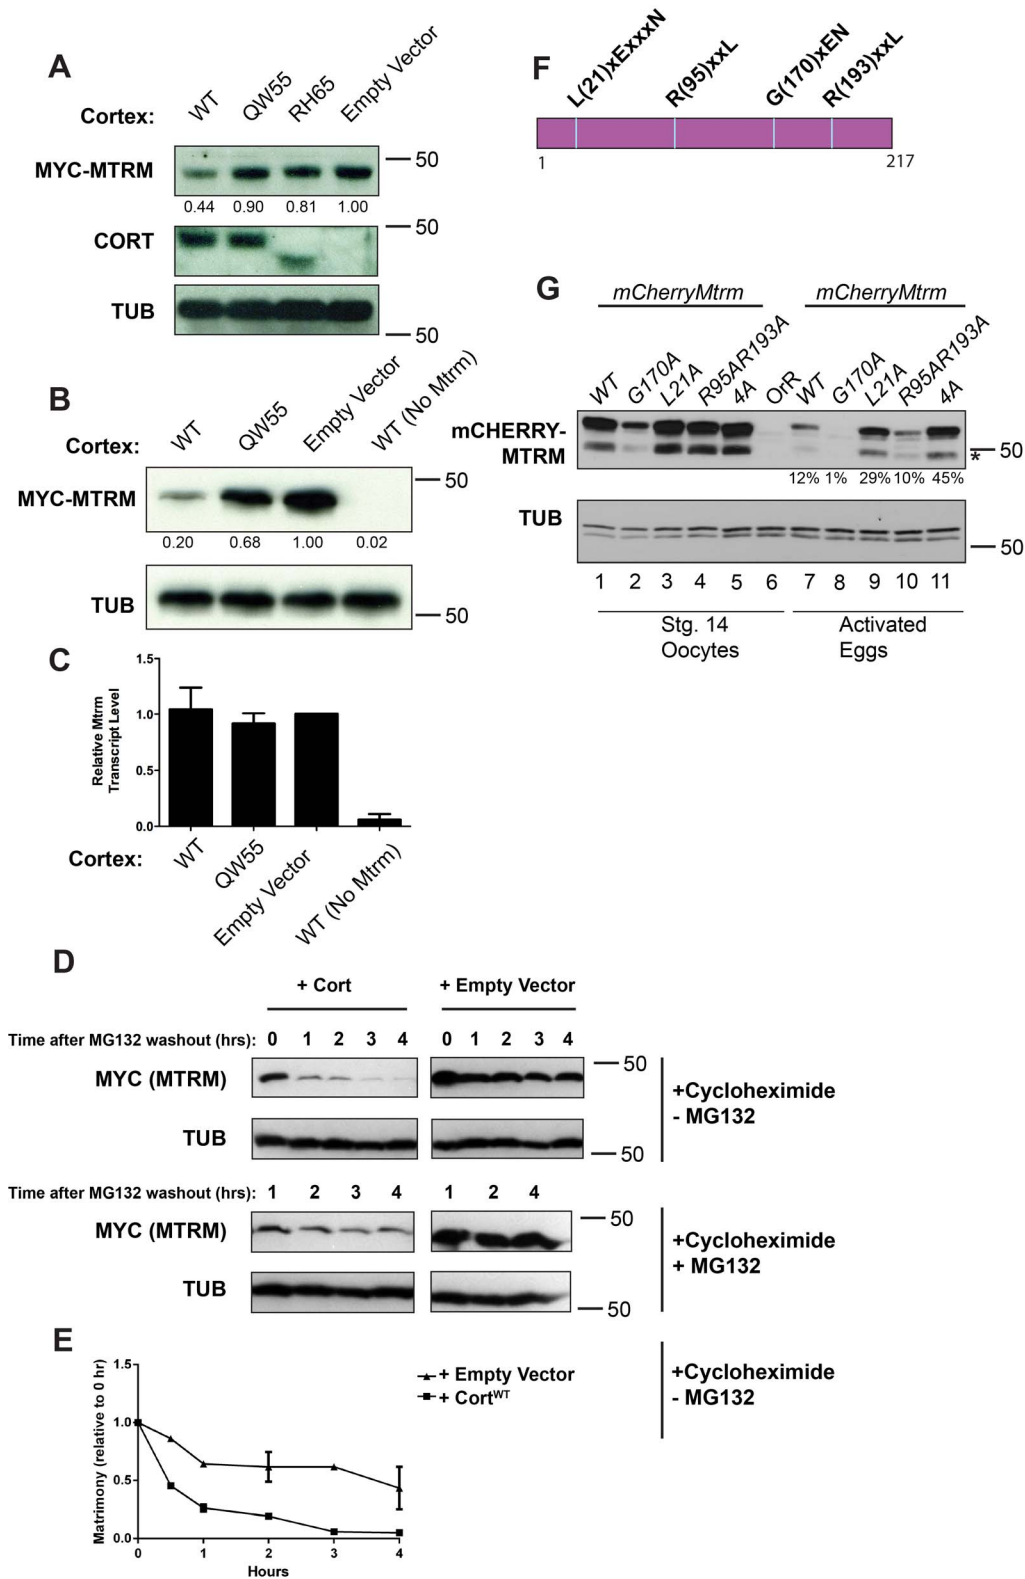 A
Cortex: WT QW55 RH65 Empty Vector
MYC-MTRM 50
0.44 0.90 0.81 1.00
CORT 50
TUB
50
B
Cortex: WT QW55 Empty Vector WT (No Mtrm)
MYC-MTRM 50
0.20 0.68 1.00 0.02
TUB 50
C
Relative Mtrm
Transcript Level
1.5
1.0
0.5
0.0
Cortex: WT QW55 Empty Vector WT (No Mtrm)
D
+ Cort + Empty Vector
Time after MG132 washout (hrs): 0 1 2 3 4 0 1 2 3 4
MYC (MTRM) 50
TUB 50
+Cycloheximide
- MG132
Time after MG132 washout (hrs): 1 2 3 4 1 2 4
MYC (MTRM) 50
TUB 50
+Cycloheximide
+ MG132
E
Matrimony (relative to 0 hr)
1.5
1.0
0.5
0.0
0 1 2 3 4
Hours
+ Empty Vector
+ Cort^WT
+Cycloheximide
- MG132
F
L(21)xExxxN R(95)xxL G(170)xEN R(193)xxL
1 217
G
mCherryMtrm mCherryMtrm
WT G170A L21A R95AR193A 4A OrR WT G170A L21A R95AR193A 4A
mCHERRY-
MTRM
* 50
12% 1% 29% 10% 45%
TUB
50
1 2 3 4 5 6 7 8 9 10 11
Stg. 14
Oocytes
Activated
Eggs